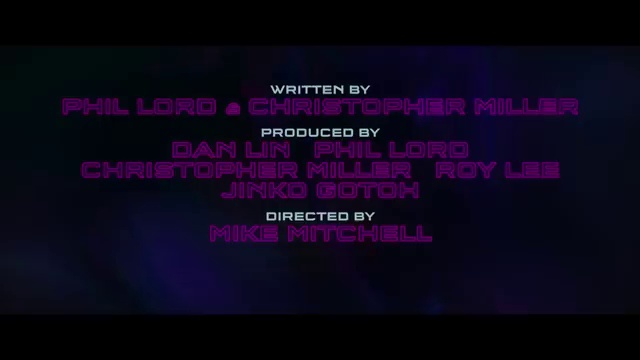 WRITTEN BY
PHIL LORD & CHRISTOPHER MILLER
PRODUCED BY
DAN LIN PHIL LORD
CHRISTOPHER MILLER ROY LEE
JINKO GOTOH
DIRECTED BY
MIKE MITCHELL